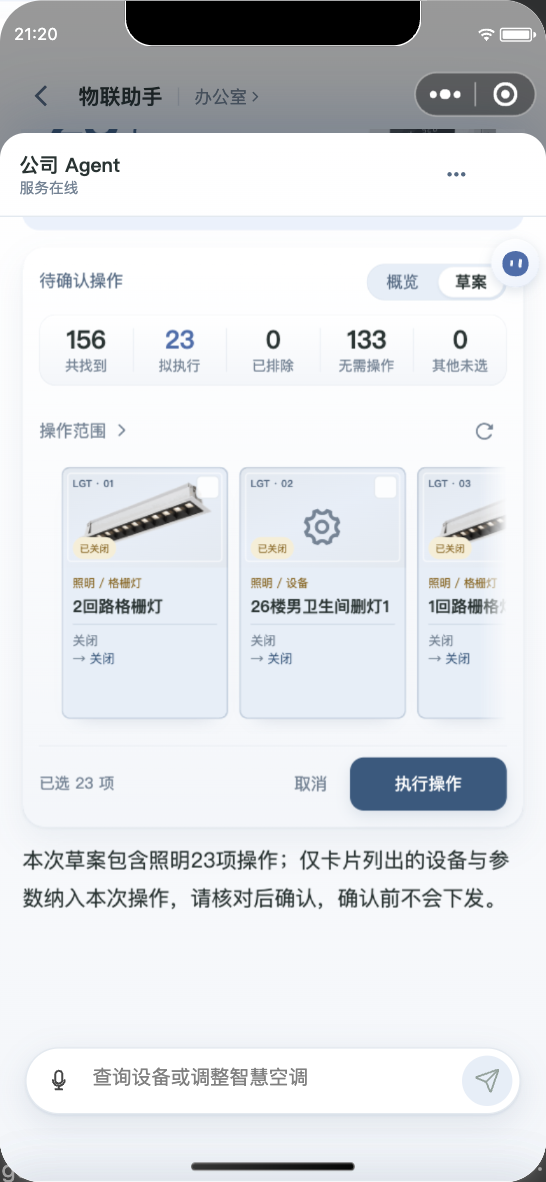 21:20
物联助手
办公室
公司 Agent
服务在线
待确认操作
概览
草案
156
23
0
133
0
共找到
拟执行
已排除
无需操作
其他未选
操作范围
LGT · 01
已关闭
照明 / 格栅灯
2回路格栅灯
关闭
→ 关闭
LGT · 02
已关闭
照明 / 设备
26楼男卫生间删灯1
关闭
→ 关闭
LGT · 03
已关闭
照明 / 格栅灯
1回路格栅
关闭
→ 关闭
已选 23 项
取消
执行操作
本次草案包含照明23项操作；仅卡片列出的设备与参
数纳入本次操作，请核对后确认，确认前不会下发。
查询设备或调整智慧空调